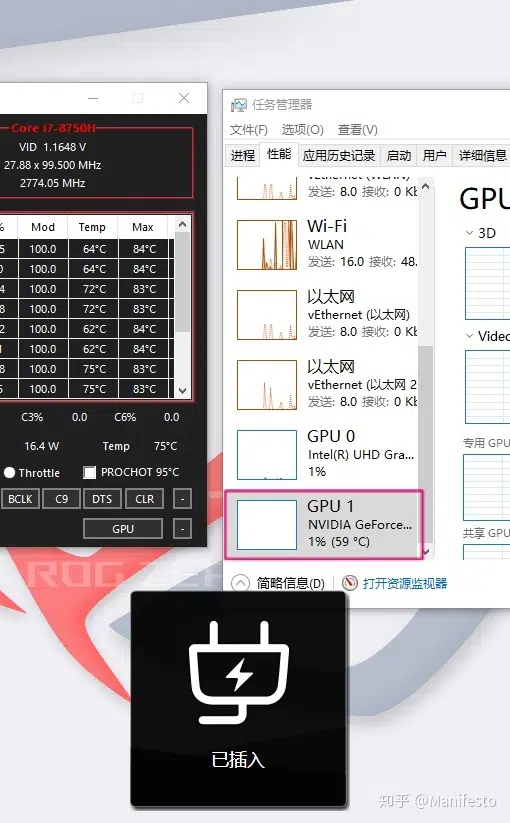 Core i7-8750H
VID 1.1648 V
27.88 x 99.500 MHz
2774.05 MHz
% Mod Temp Max
5 100.0 64°C 84°C
0 100.0 64°C 84°C
4 100.0 72°C 83°C
8 100.0 72°C 83°C
2 100.0 62°C 84°C
1 100.0 62°C 84°C
8 100.0 75°C 83°C
5 100.0 75°C 83°C
C3% 0.0 C6% 0.0
16.4 W Temp 75°C
Throttle PROCHOT 95°C
BCLK C9 DTS CLR -
GPU -
任务管理器
文件(F) 选项(O) 查看(V)
进程 性能 应用历史记录 启动 用户 详细信息
vEthernet (WLAN)
发送: 8.0 接收: 0 Kb
Wi-Fi
WLAN
发送: 16.0 接收: 48.
以太网
vEthernet (以太网)
发送: 8.0 接收: 0 Kb
以太网
vEthernet (以太网 2
发送: 8.0 接收: 0 Kb
GPU 0
Intel(R) UHD Gra...
1%
GPU 1
NVIDIA GeForce...
1% (59 °C)
GPU
3D
Video
专用 GPU
共享 GPU
简略信息(D) 打开资源监视器
ROG ZEP
已插入
知乎 @Manifesto